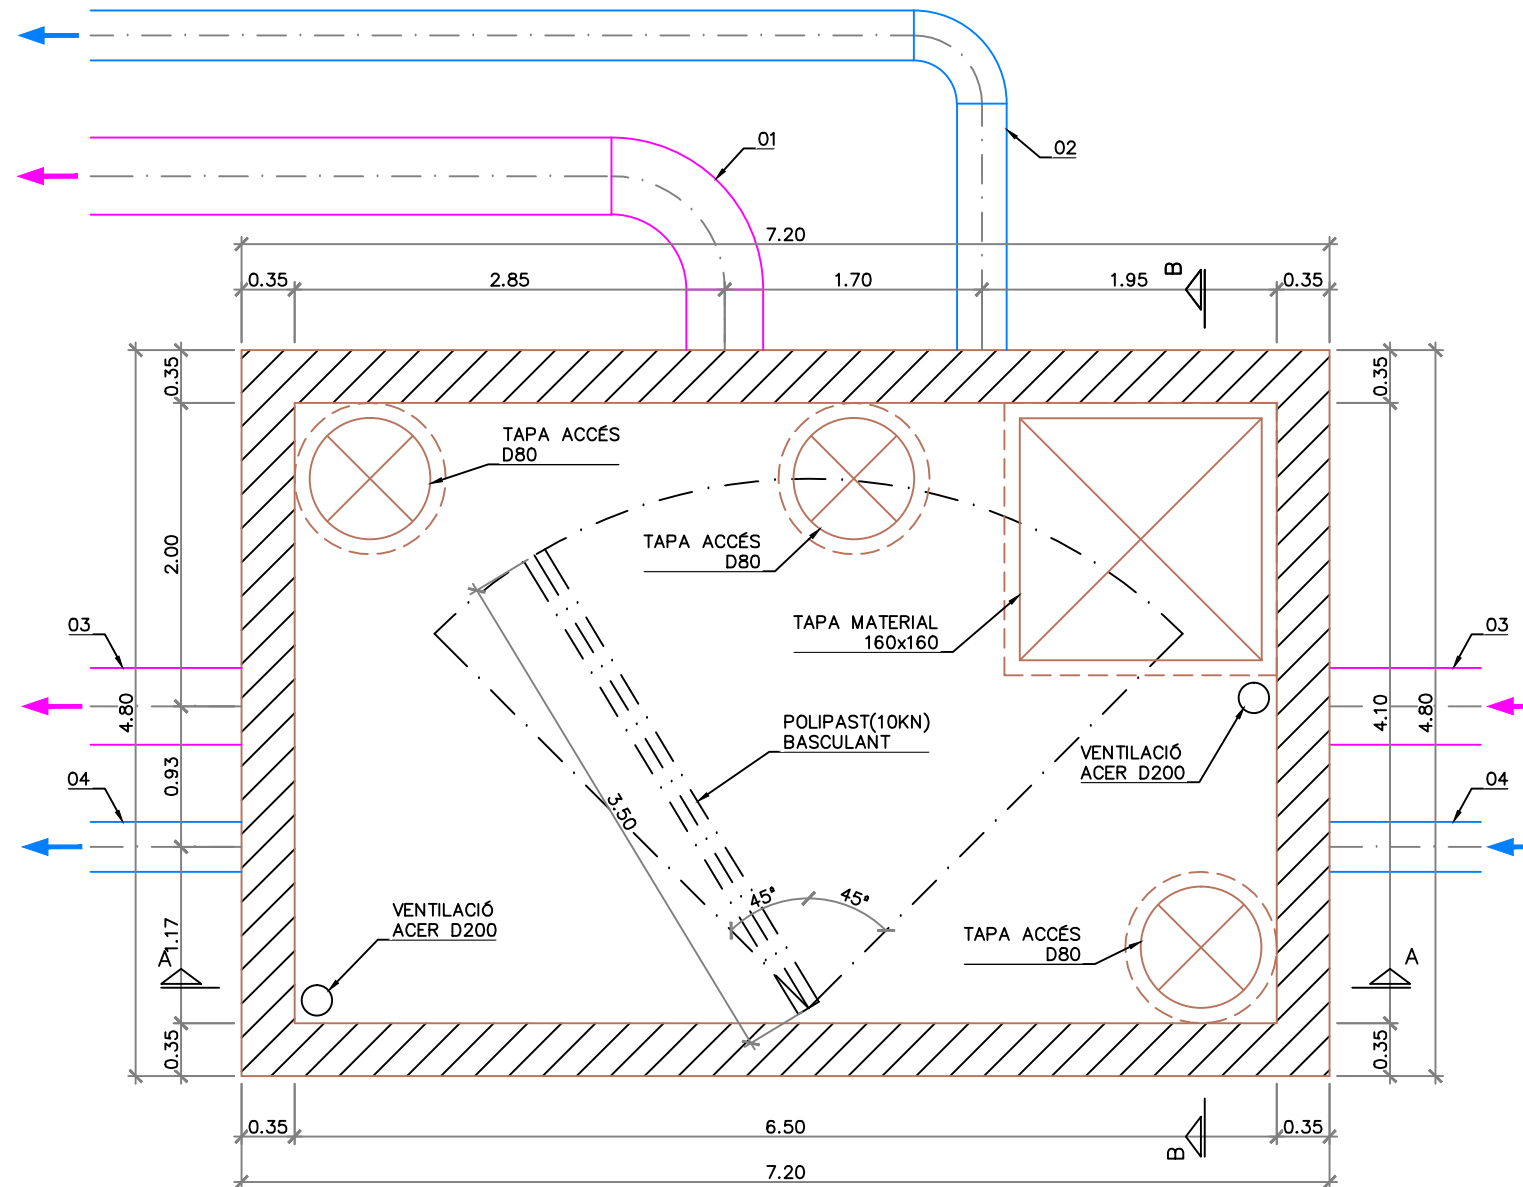 01
02
7.20
0.35
2.85
1.70
1.95
B
0.35
0.35
0.35
TAPA ACCÉS
D80
2.00
TAPA ACCÉS
D80
TAPA MATERIAL
160x160
03
03
4.80
4.10
4.80
POLIPAST(10KN)
BASCULANT
VENTILACIÓ
ACER D200
0.93
04
04
3.50
45º
45º
VENTILACIÓ
ACER D200
1.17
TAPA ACCÉS
D80
A
A
0.35
0.35
0.35
6.50
0.35
B
7.20